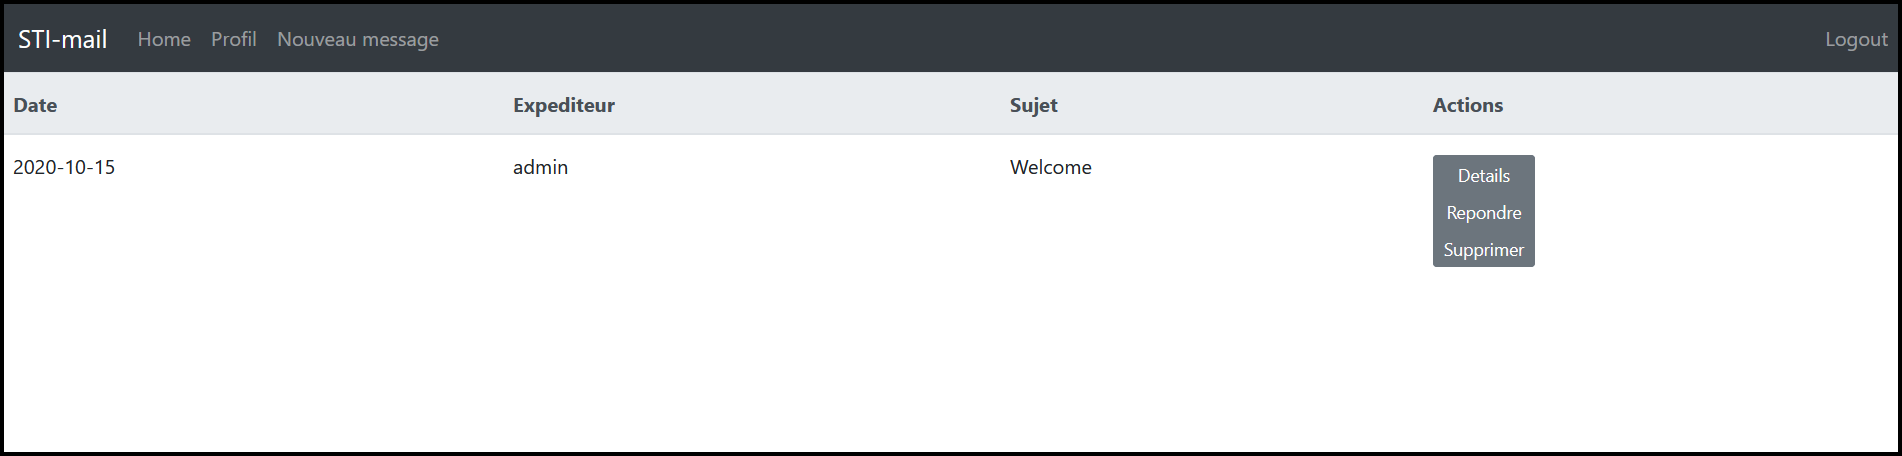 STI-mail Home Profil Nouveau message Logout
Date Expediteur Sujet Actions
2020-10-15 admin Welcome Details
Repondre
Supprimer